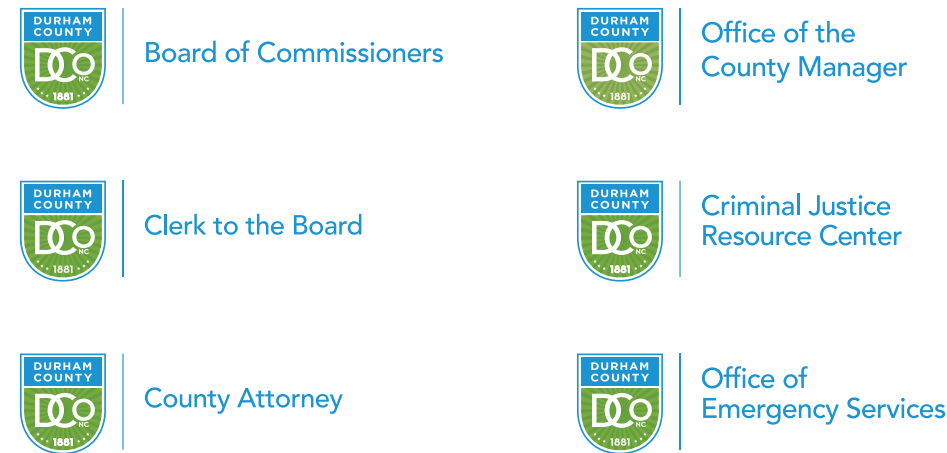 DURHAM
COUNTY
DCO
NC
1881
Board of Commissioners
DURHAM
COUNTY
DCO
NC
1881
Office of the
County Manager
DURHAM
COUNTY
DCO
NC
1881
Clerk to the Board
DURHAM
COUNTY
DCO
NC
1881
Criminal Justice
Resource Center
DURHAM
COUNTY
DCO
NC
1881
County Attorney
DURHAM
COUNTY
DCO
NC
1881
Office of
Emergency Services